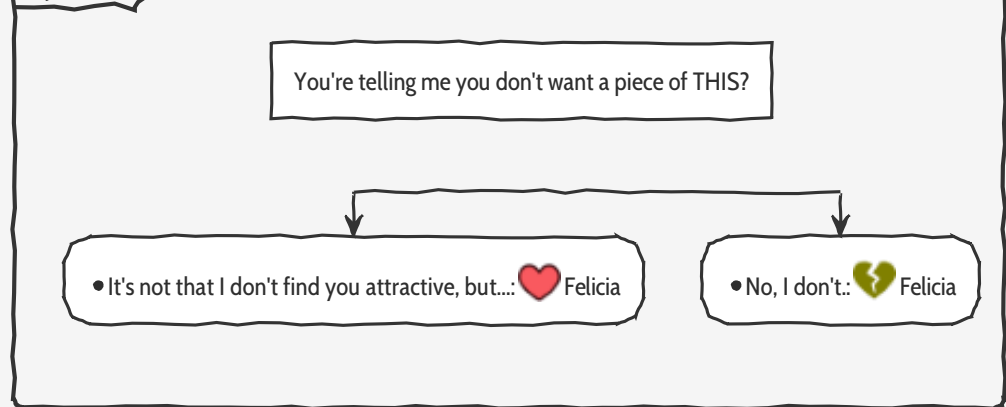 You're telling me you don't want a piece of THIS?
•It's not that I don't find you attractive, but...: Felicia
•No, I don't.: Felicia